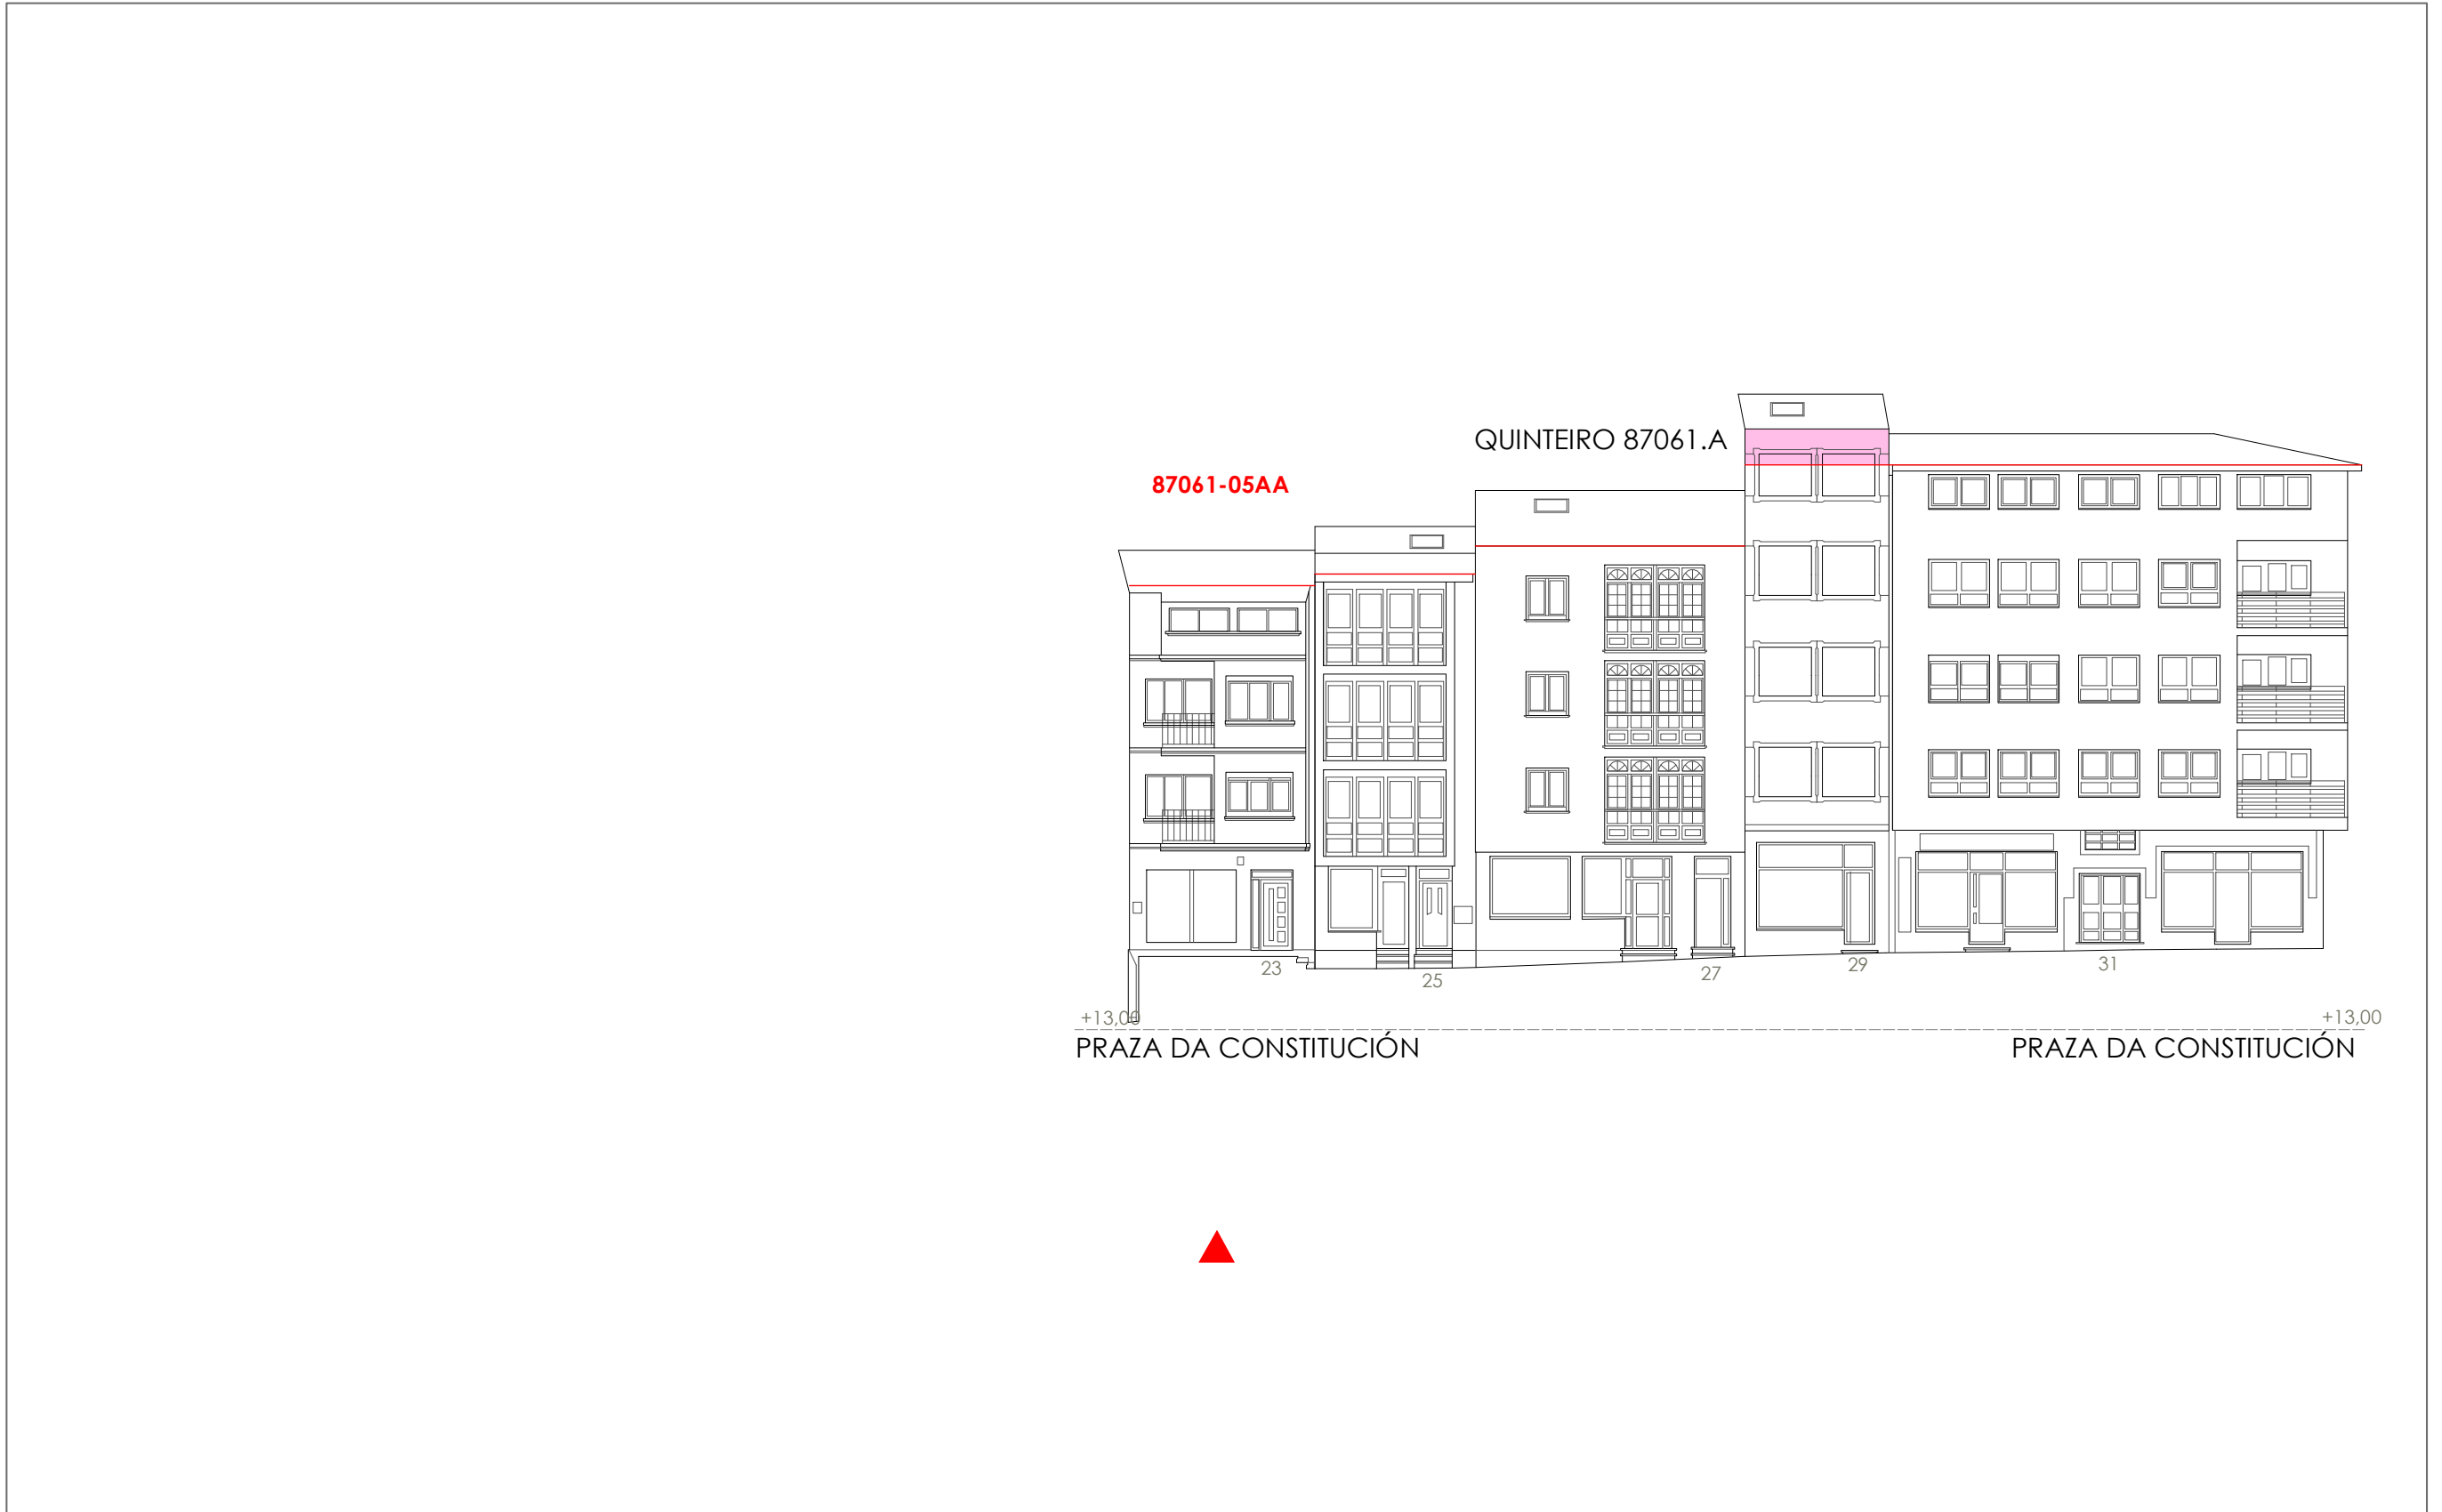 QUINTEIRO 87061.A
87061-05AA
23
25
27
29
31
+13,00
+13,00
PRAZA DA CONSTITUCIÓN
PRAZA DA CONSTITUCIÓN